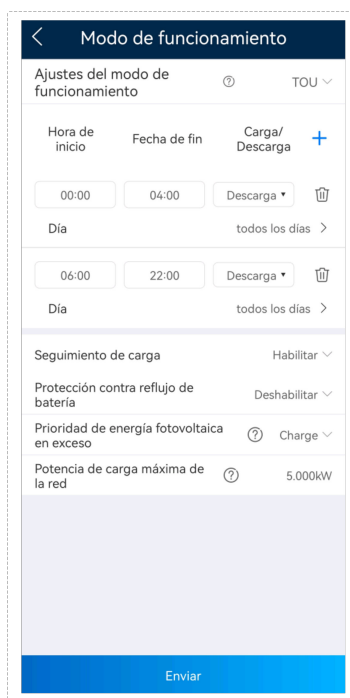 Modo de funcionamiento
Ajustes del modo de
funcionamiento
TOU
Hora de
inicio
Fecha de fin
Carga/
Descarga
00:00 04:00 Descarga
Día todos los días
06:00 22:00 Descarga
Día todos los días
Seguimiento de carga Habilitar
Protección contra reflujo de
batería
Deshabilitar
Prioridad de energía fotovoltaica
en exceso
Charge
Potencia de carga máxima de
la red
5.000kW
Enviar